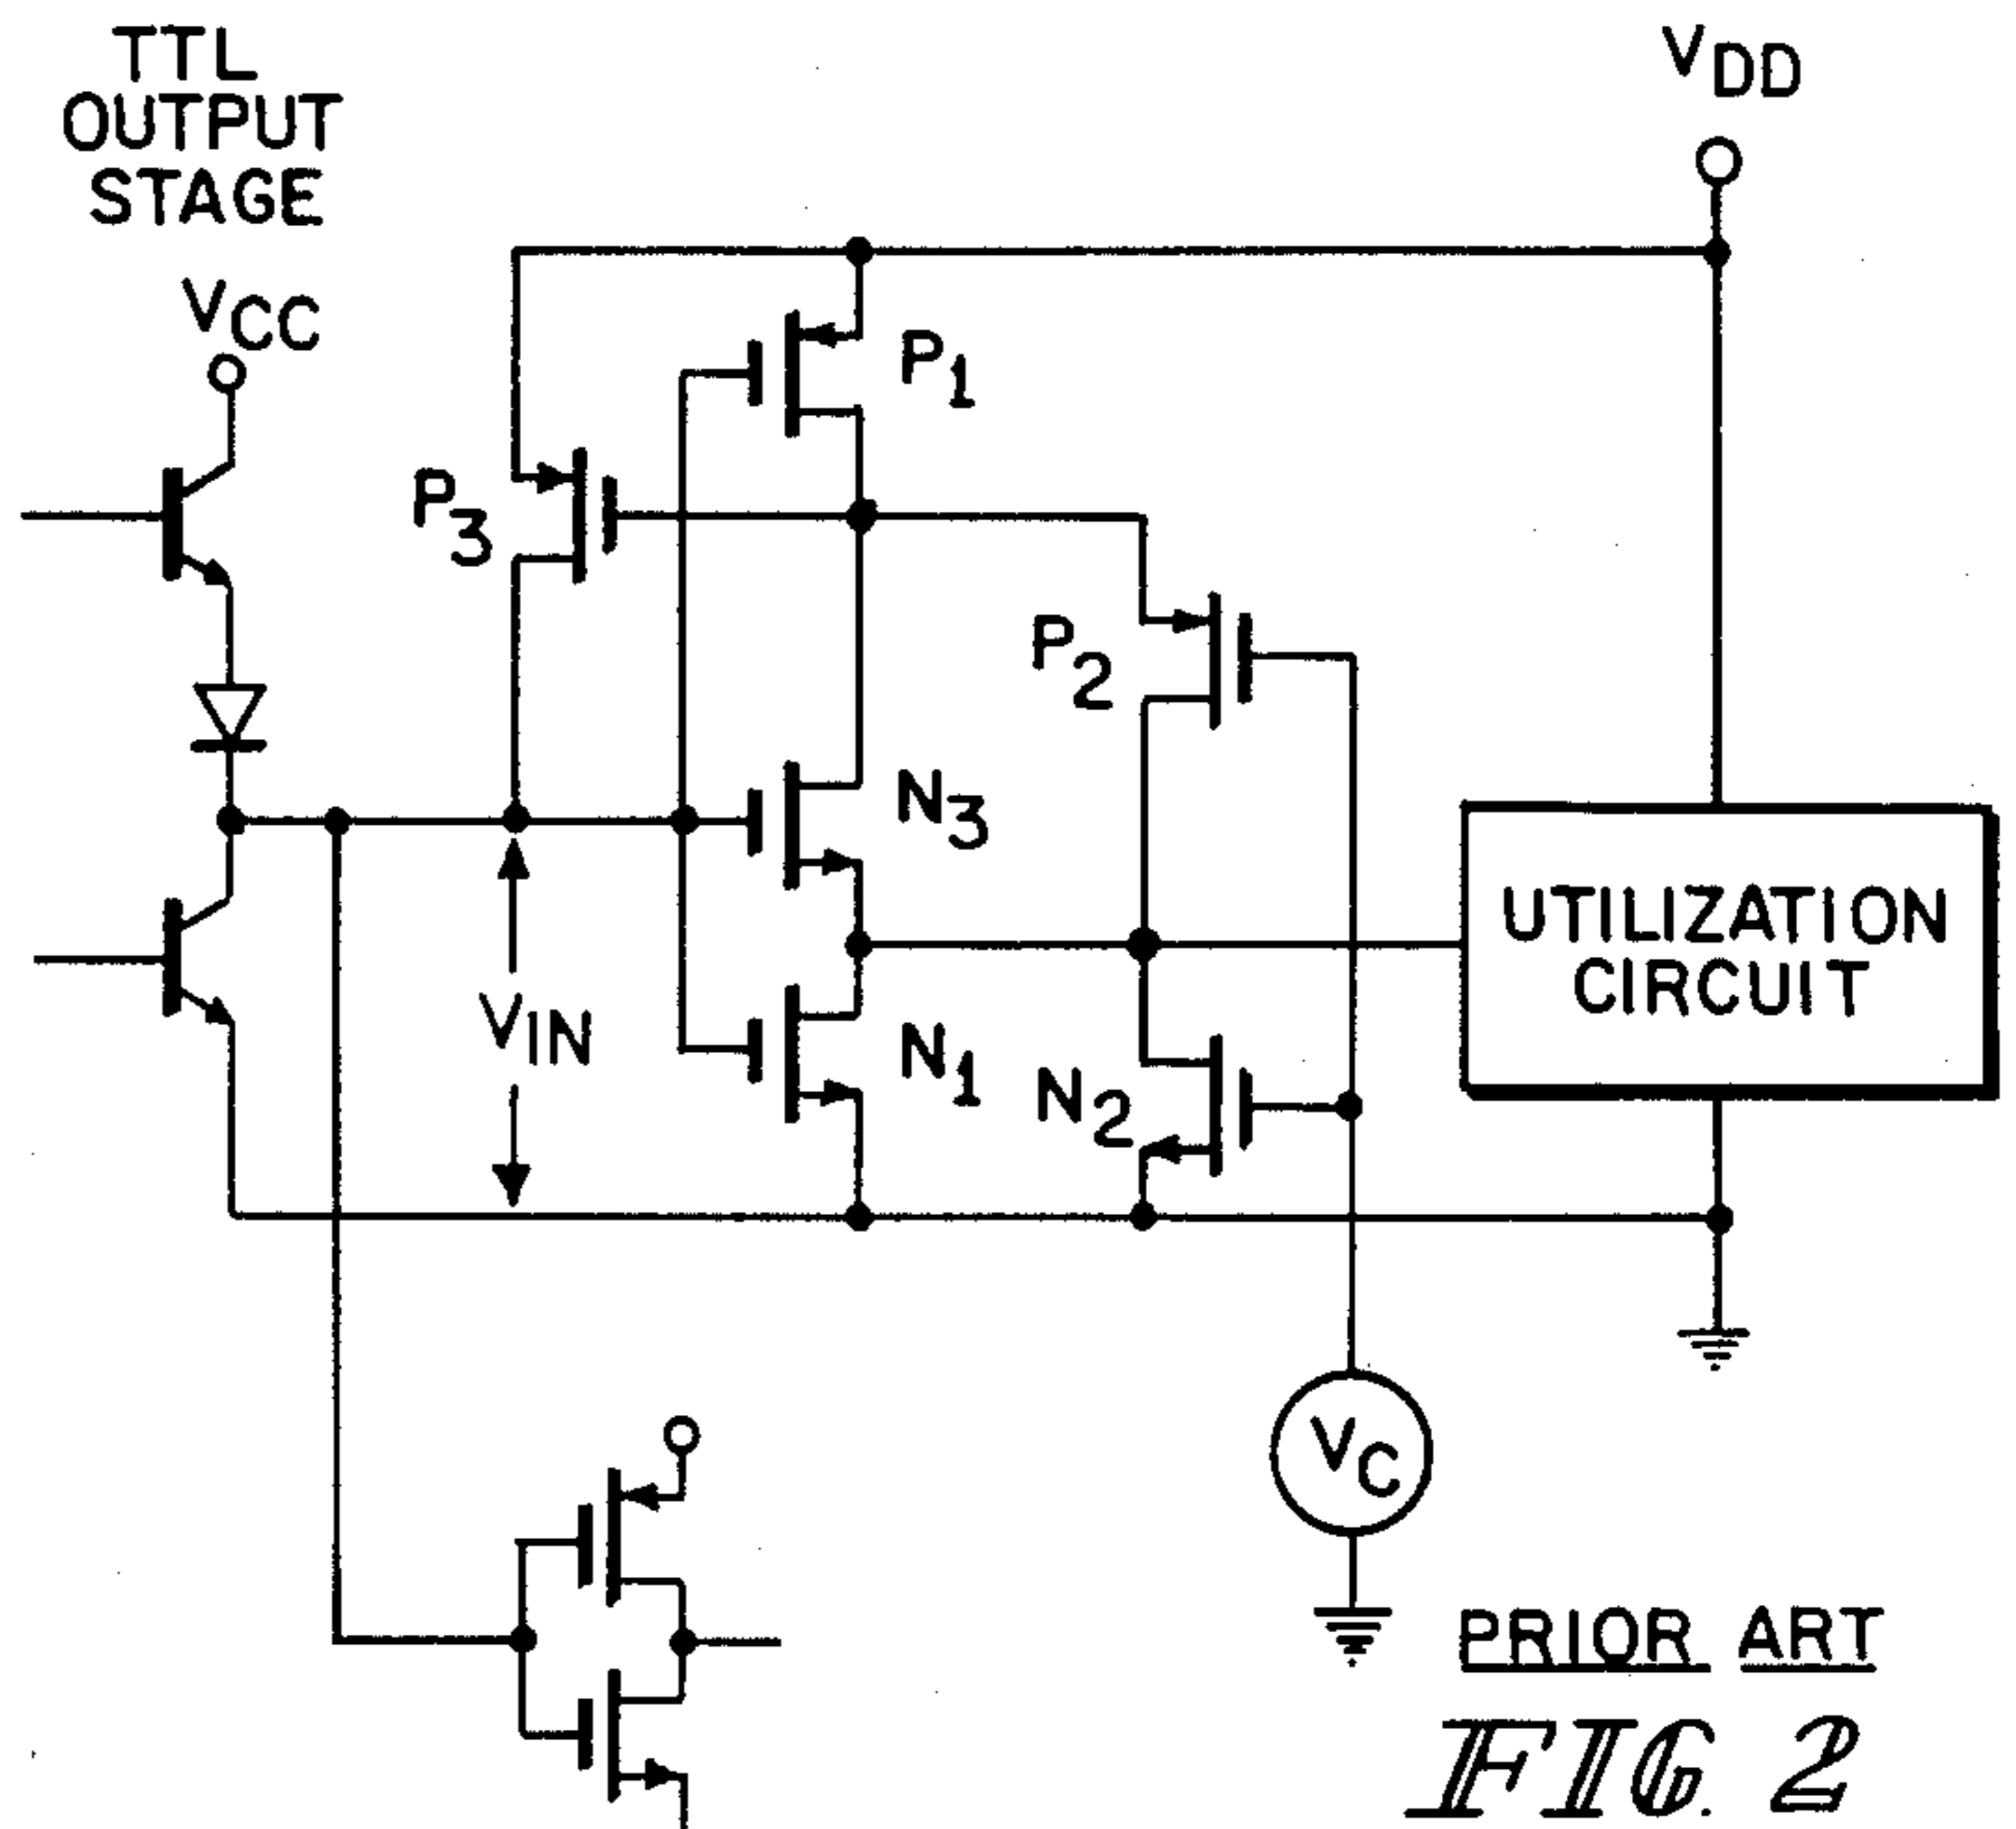 TTL
OUTPUT
STAGE
VCC
VDD
P1
P3
P2
N3
UTILIZATION
CIRCUIT
VIN
N1
N2
VC
PRIOR ART
FIG. 2